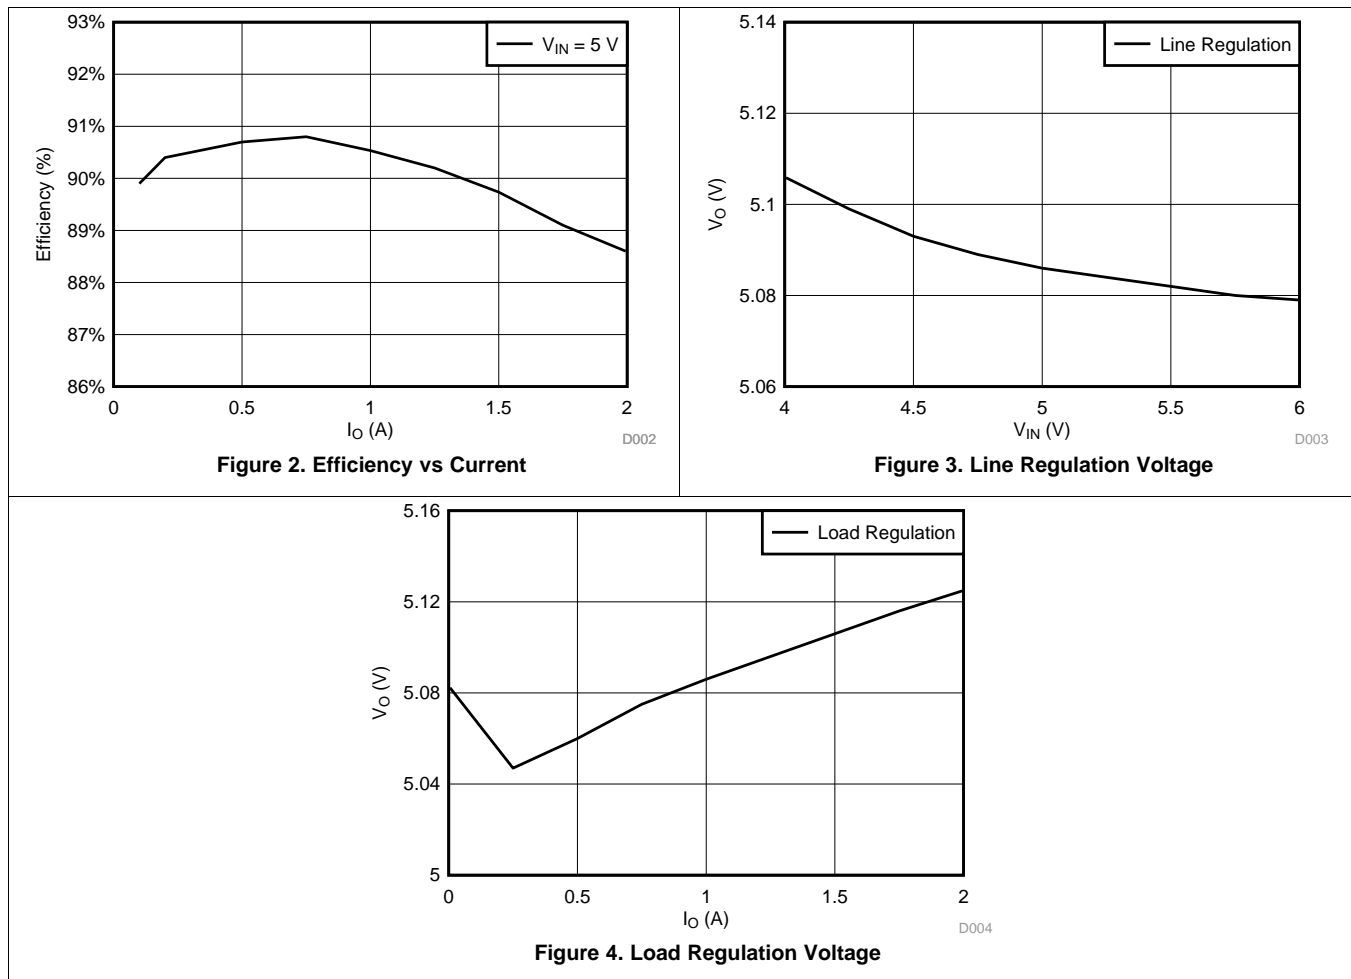 93%
92%
91%
90%
89%
88%
87%
86%
Efficiency (%)
V_IN = 5 V
0 0.5 1 1.5 2
I_O (A)
D002
Figure 2. Efficiency vs Current
5.14
5.12
5.1
5.08
5.06
V_O (V)
Line Regulation
4 4.5 5 5.5 6
V_IN (V)
D003
Figure 3. Line Regulation Voltage
5.16
5.12
5.08
5.04
5
V_O (V)
Load Regulation
0 0.5 1 1.5 2
I_O (A)
D004
Figure 4. Load Regulation Voltage